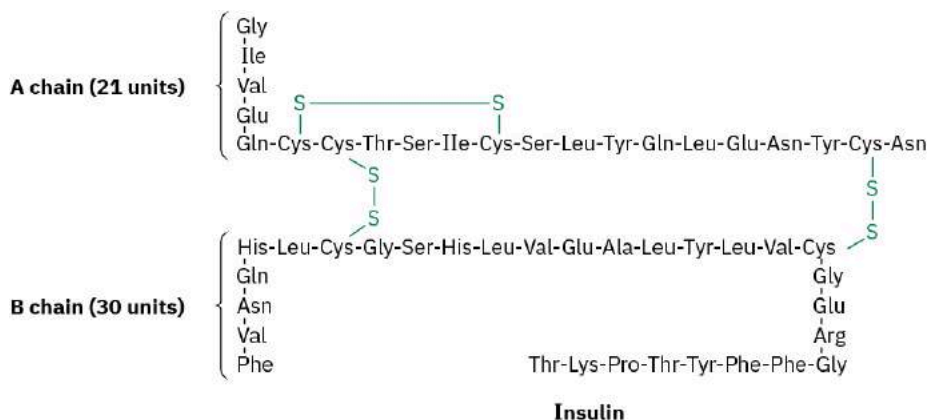 Gly
Ile
A chain (21 units)
Val
Glu
S S
Gln-Cys-Cys-Thr-Ser-IIe-Cys-Ser-Leu-Tyr-Gln-Leu-Glu-Asn-Tyr-Cys-Asn
S S
S S
His-Leu-Cys-Gly-Ser-His-Leu-Val-Glu-Ala-Leu-Tyr-Leu-Val-Cys
Gln Gly
B chain (30 units)
Asn Glu
Val Arg
Phe Thr-Lys-Pro-Thr-Tyr-Phe-Phe-Gly
Insulin